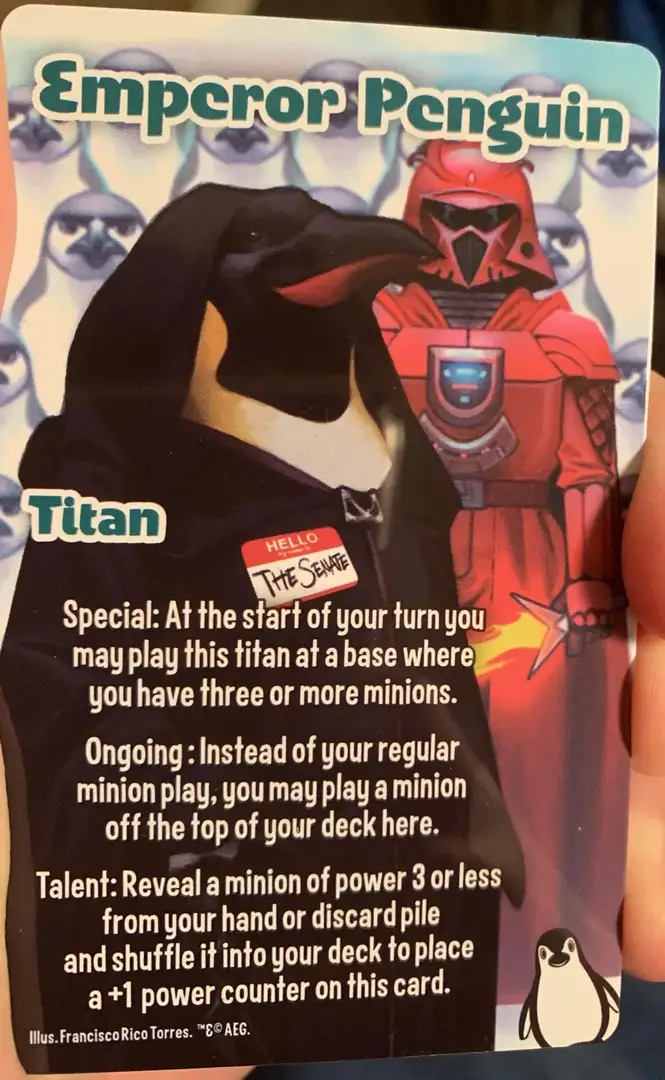 Emperor Penguin
Titan
HELLO
my name is
THE SENATE
Special: At the start of your turn you
may play this titan at a base where
you have three or more minions.
Ongoing: Instead of your regular
minion play, you may play a minion
off the top of your deck here.
Talent: Reveal a minion of power 3 or less
from your hand or discard pile
and shuffle it into your deck to place
a +1 power counter on this card.
Illus. Francisco Rico Torres. ™&© AEG.